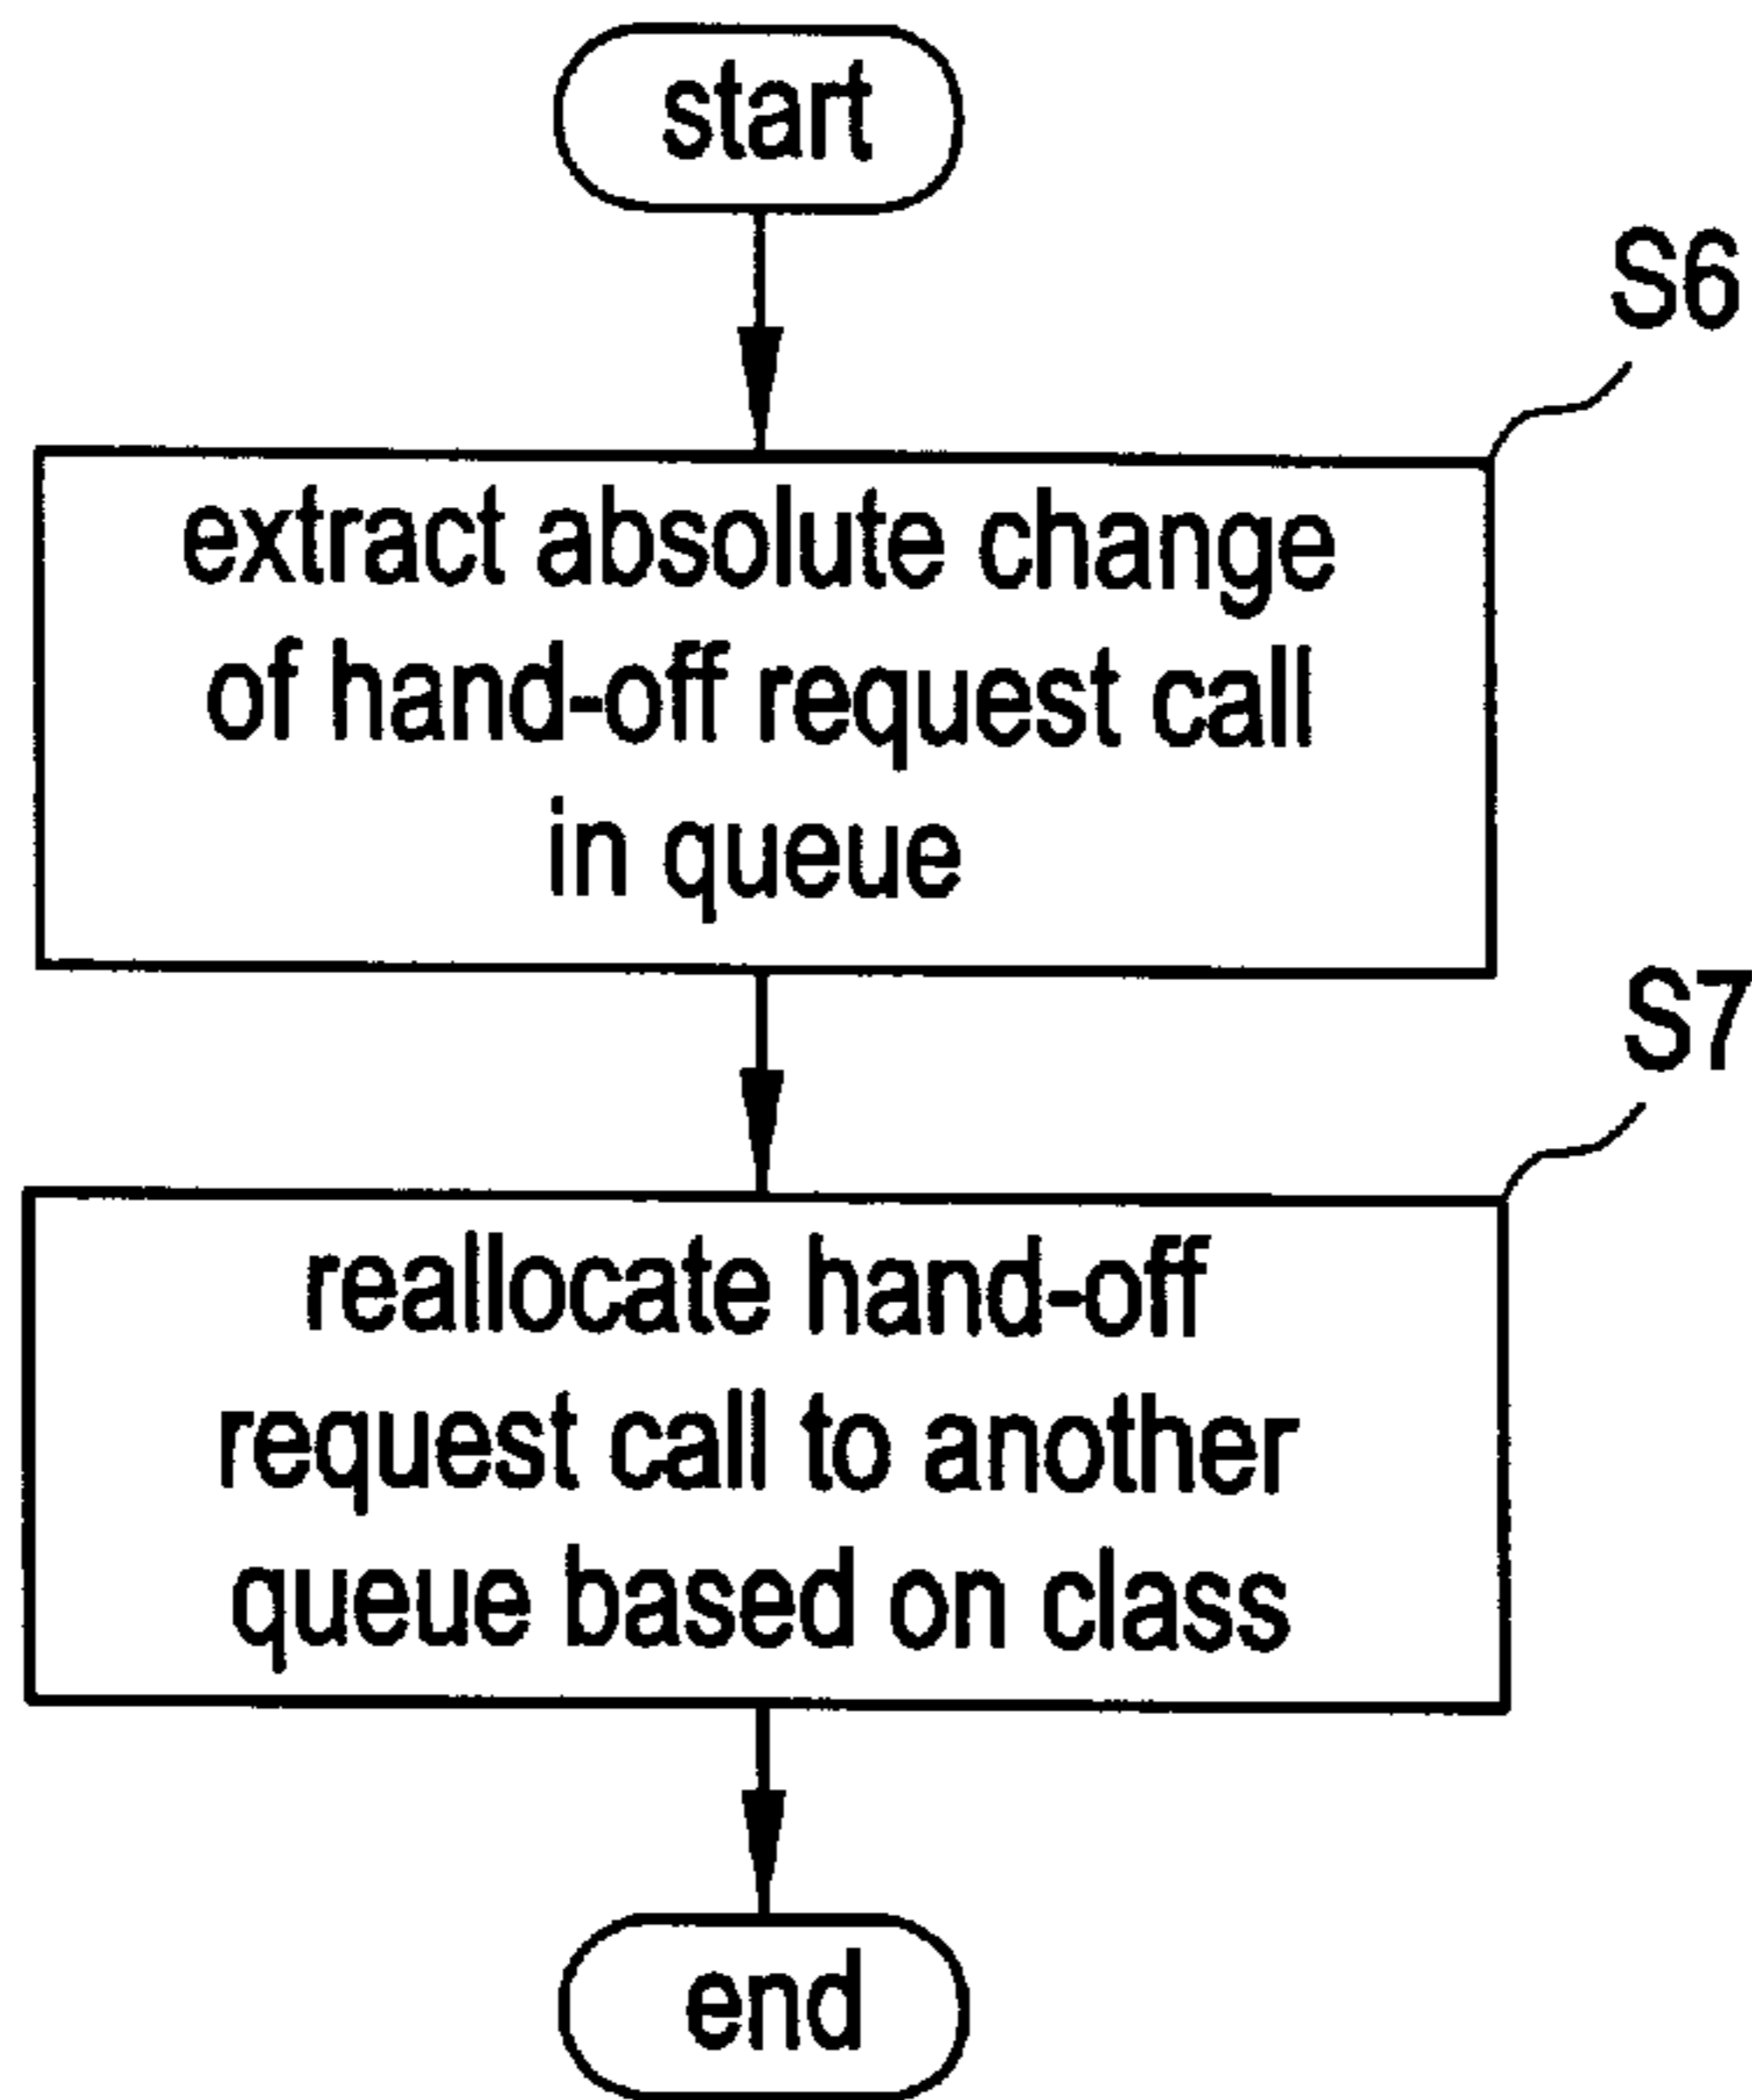 start
S6
extract absolute change
of hand-off request call
in queue
S7
reallocate hand-off
request call to another
queue based on class
end